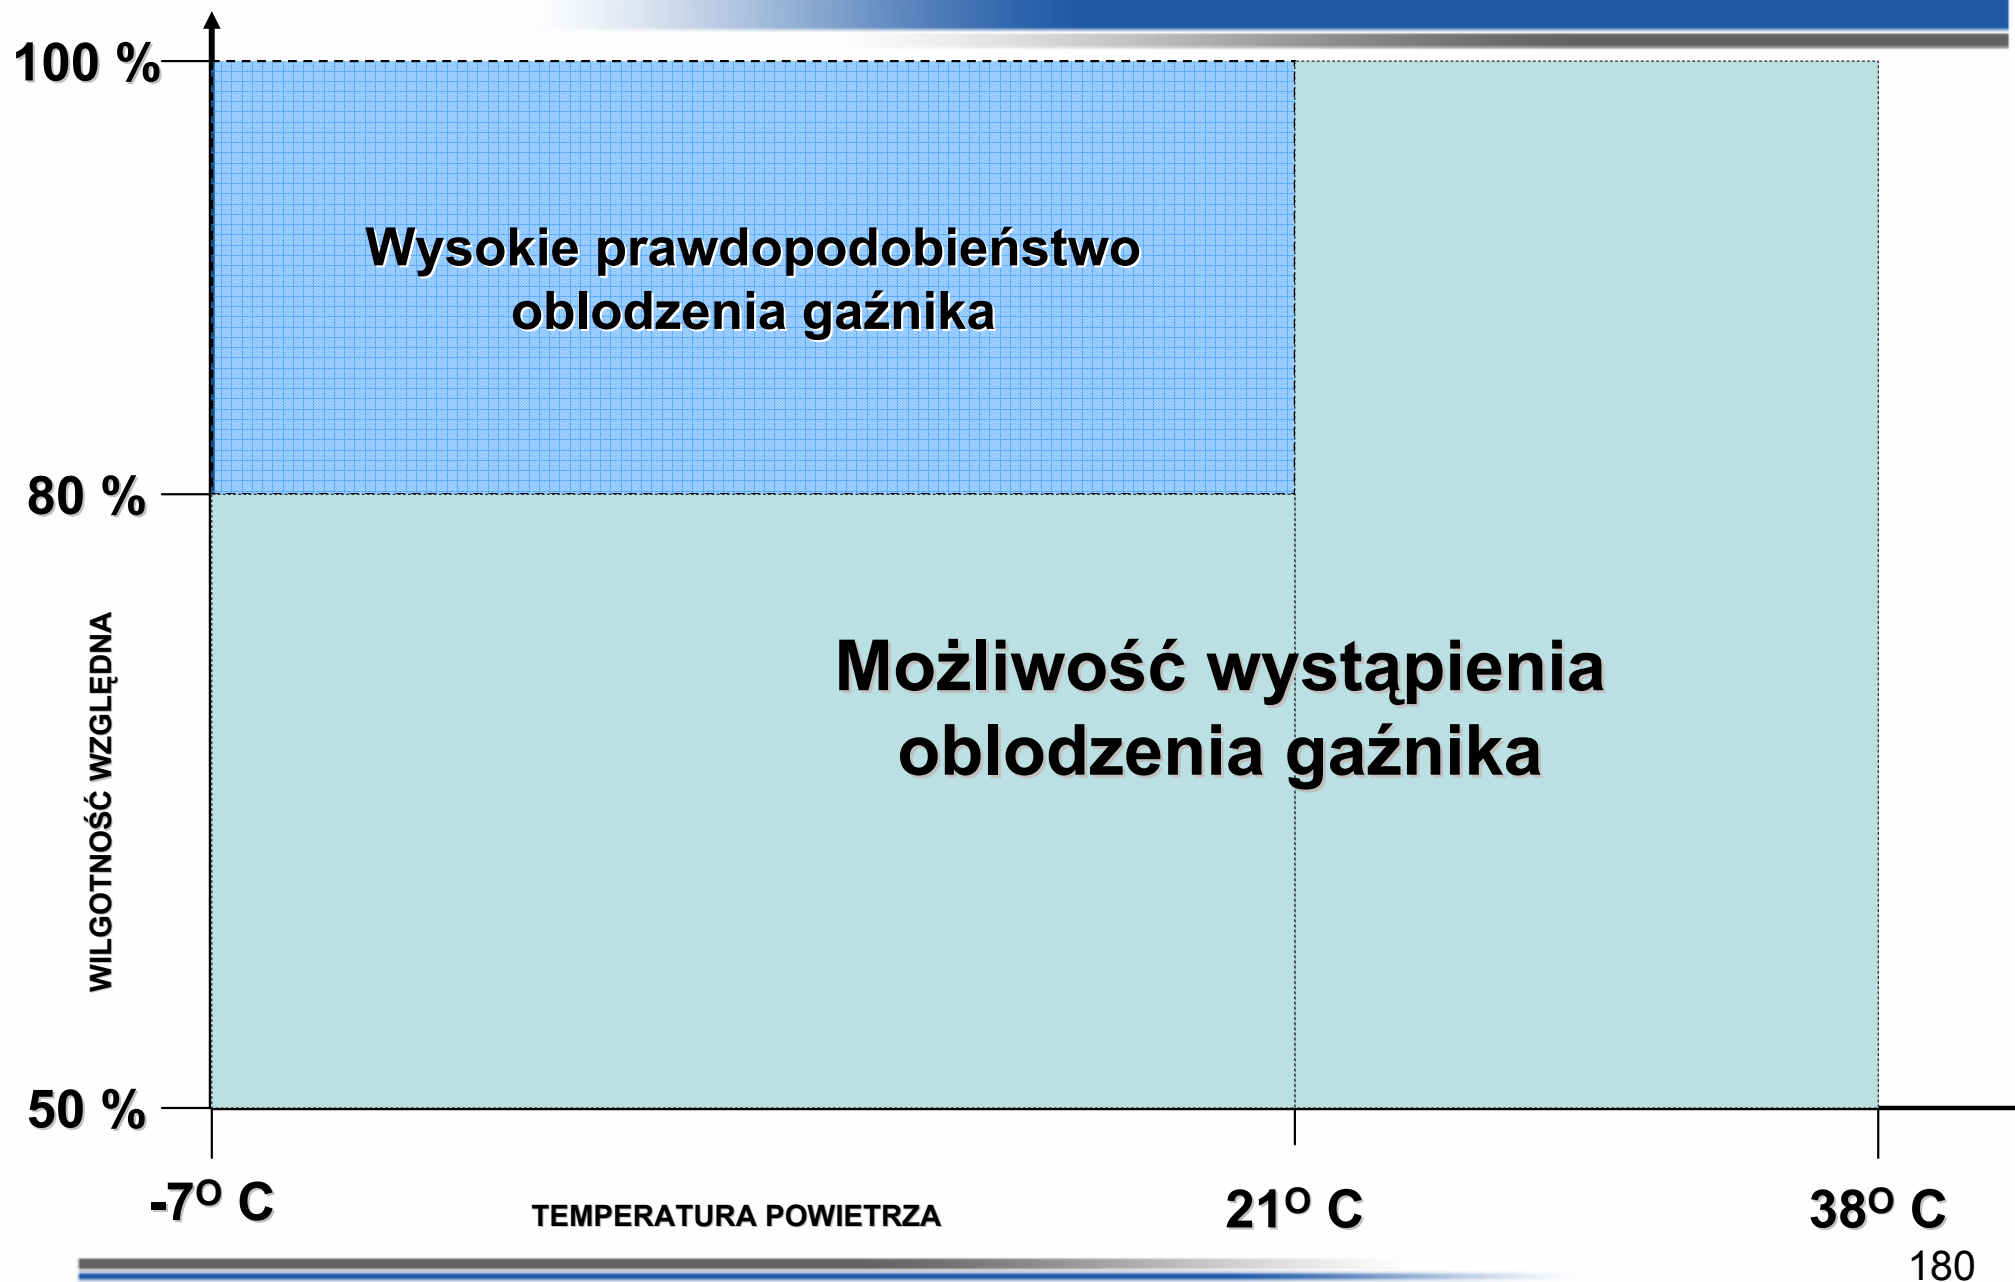 100 %
Wysokie prawdopodobieństwo
oblodzenia gaźnika
80 %
WILGOTNOŚĆ WZGLĘDNA
Możliwość wystąpienia
oblodzenia gaźnika
50 %
-7ᴼ C
TEMPERATURA POWIETRZA
21ᴼ C
38ᴼ C
180